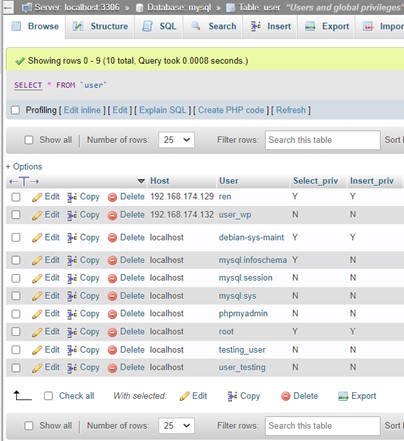 Server: localhost:3306 » Database: mysql » Table: user "Users and global privileges"
Browse Structure SQL Search Insert Export Impor
Showing rows 0 - 9 (10 total, Query took 0.0008 seconds.)
SELECT * FROM `user`
Profiling [ Edit inline ] [ Edit ] [ Explain SQL ] [ Create PHP code ] [ Refresh ]
Show all | Number of rows: 25 Filter rows: Search this table Sort
+ Options
←T→ Host User Select_priv Insert_priv
Edit Copy Delete 192.168.174.129 ren Y Y
Edit Copy Delete 192.168.174.132 user_wp N N
Edit Copy Delete localhost debian-sys-maint Y Y
Edit Copy Delete localhost mysql.infoschema Y N
Edit Copy Delete localhost mysql.session N N
Edit Copy Delete localhost mysql.sys N N
Edit Copy Delete localhost phpmyadmin N N
Edit Copy Delete localhost root Y Y
Edit Copy Delete localhost testing_user N N
Edit Copy Delete localhost user_testing N N
Check all With selected: Edit Copy Delete Export
Show all | Number of rows: 25 Filter rows: Search this table Sort